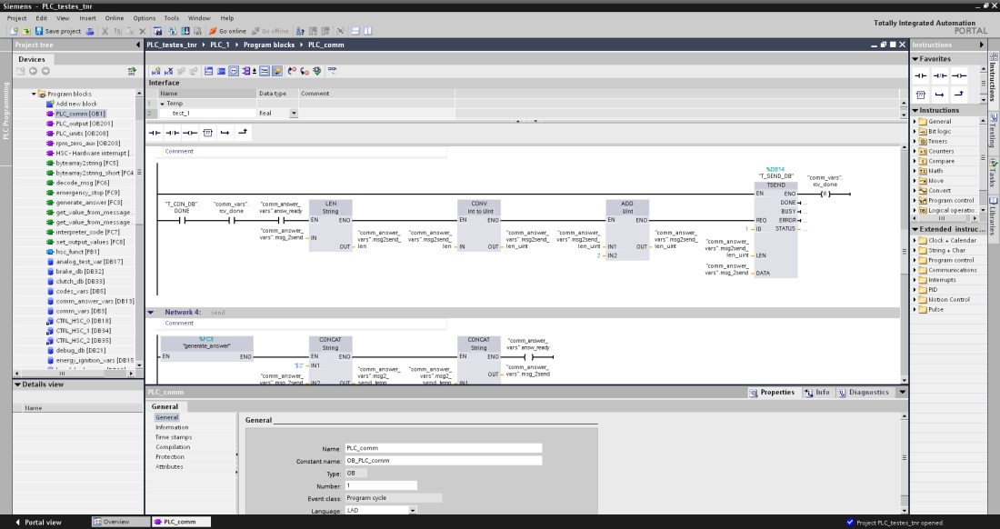 Siemens - PLC_testes_tnr
Project Edit View Insert Online Options Tools Window Help
Save project Go online Go offline
Totally Integrated Automation
PORTAL
PLC Programming
Project tree
Devices
Program blocks
Add new block
PLC_comm [OB1]
PLC_output [OB201]
PLC_units [OB208]
rpm_zero_aux [OB203]
HSC - Hardware interrupt [...
bytearray2string [FC5]
bytearray2string_short [FC4
decode_msg [FC6]
emergency_stop [FC9]
generate_answer [FC3]
get_value_from_message...
get_value_from_message...
interpreter_code [FC7]
set_output_values [FC8]
hsc_funct [FB1]
analog_test_var [DB17]
brake_db [DB32]
clutch_db [DB33]
codes_vars [DB5]
comm_answer_vars [DB13]
comm_vars [DB3]
CTRL_HSC_0 [DB18]
CTRL_HSC_1 [DB34]
CTRL_HSC_2 [DB35]
debug_db [DB21]
energy_ignition_vars [DB15
Details view
Name
PLC_testes_tnr PLC_1 Program blocks PLC_comm
Interface
Name Data type Comment
1 Temp
2 test_1 Real
Comment
"T_CON_DB".
DONE
"comm_vars".
rcv_done
"comm_answer_
vars".answ_ready
LEN
String
EN ENO
"comm_answer_
vars".
msg_2send
IN
OUT
"comm_answer_
vars".msg2send_
len
CONV
Int to UInt
EN ENO
"comm_answer_
vars".msg2send_
len
IN
OUT
"comm_answer_
vars".msg2send_
len_uint
ADD
UInt
EN ENO
"comm_answer_
vars".msg2send_
len_uint
IN1
2 IN2
OUT
"comm_answer_
vars".msg2send_
len_uint
%DB14
"T_SEND_DB"
TSEND
EN ENO
DONE ...
BUSY ...
REQ ERROR ...
1 ID STATUS ...
"comm_answer_
vars".msg2send_
len_uint
LEN
"comm_answer_
vars".msg_2send
DATA
"comm_vars".
rcv_done
R
Network 4: send
Comment
%FC3
"generate_answer"
EN ENO
CONCAT
String
EN ENO
'$2' IN1
"comm_answer_
vars".msg2_
IN2
OUT
"comm_answer_
vars".msg2_
send_temp
CONCAT
String
EN ENO
"comm_answer_
vars".msg2_
send_temp
IN1
OUT
"comm_answer_
vars".msg_2send
"comm_answer_
vars".answ_ready
PLC_comm
Properties Info Diagnostics
General
General
Information
Time stamps
Compilation
Protection
Attributes
General
Name: PLC_comm
Constant name: OB_PLC_comm
Type: OB
Number: 1
Event class: Program cycle
Language: LAD
Instructions
Favorites
Instructions
General
Bit logic
Timers
Counters
Compare
Math
Move
Convert
Program control
Logical operatio...
Extended instruc...
Clock + Calendar
String + Char
Program control
Communications
Interrupts
PID
Motion Control
Pulse
Instructions
Testing
Tasks
Libraries
Portal view Overview PLC_comm
Project PLC_testes_tnr opened.